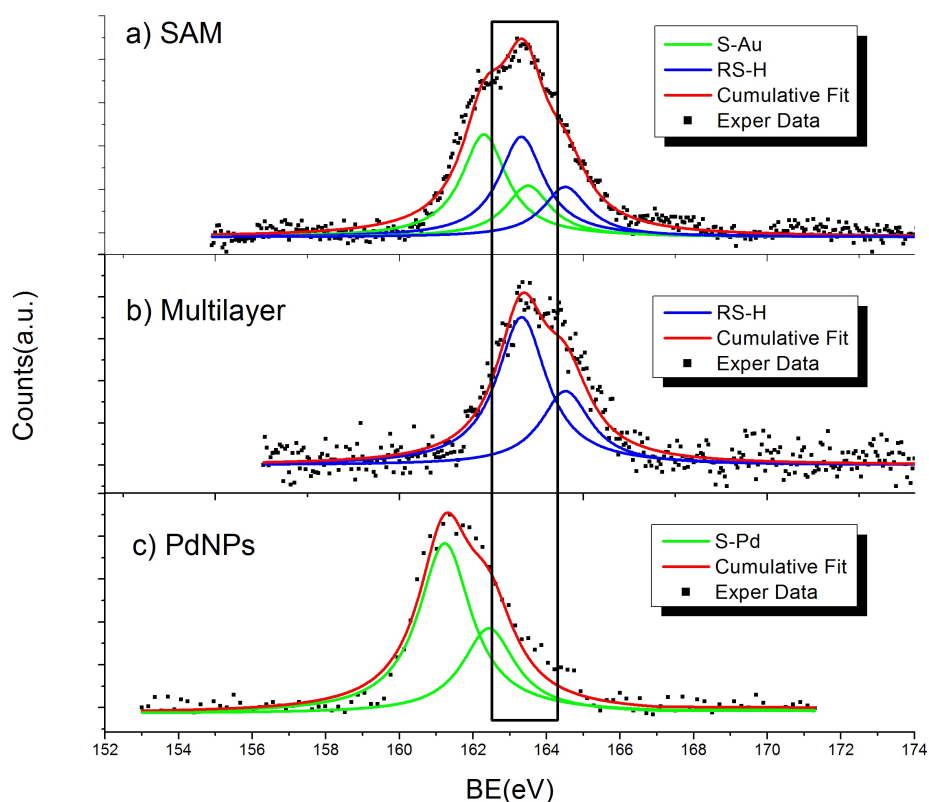 a) SAM
S-Au
RS-H
Cumulative Fit
Exper Data
b) Multilayer
RS-H
Cumulative Fit
Exper Data
c) PdNPs
S-Pd
Cumulative Fit
Exper Data
Counts(a.u.)
152 154 156 158 160 162 164 166 168 170 172 174
BE(eV)